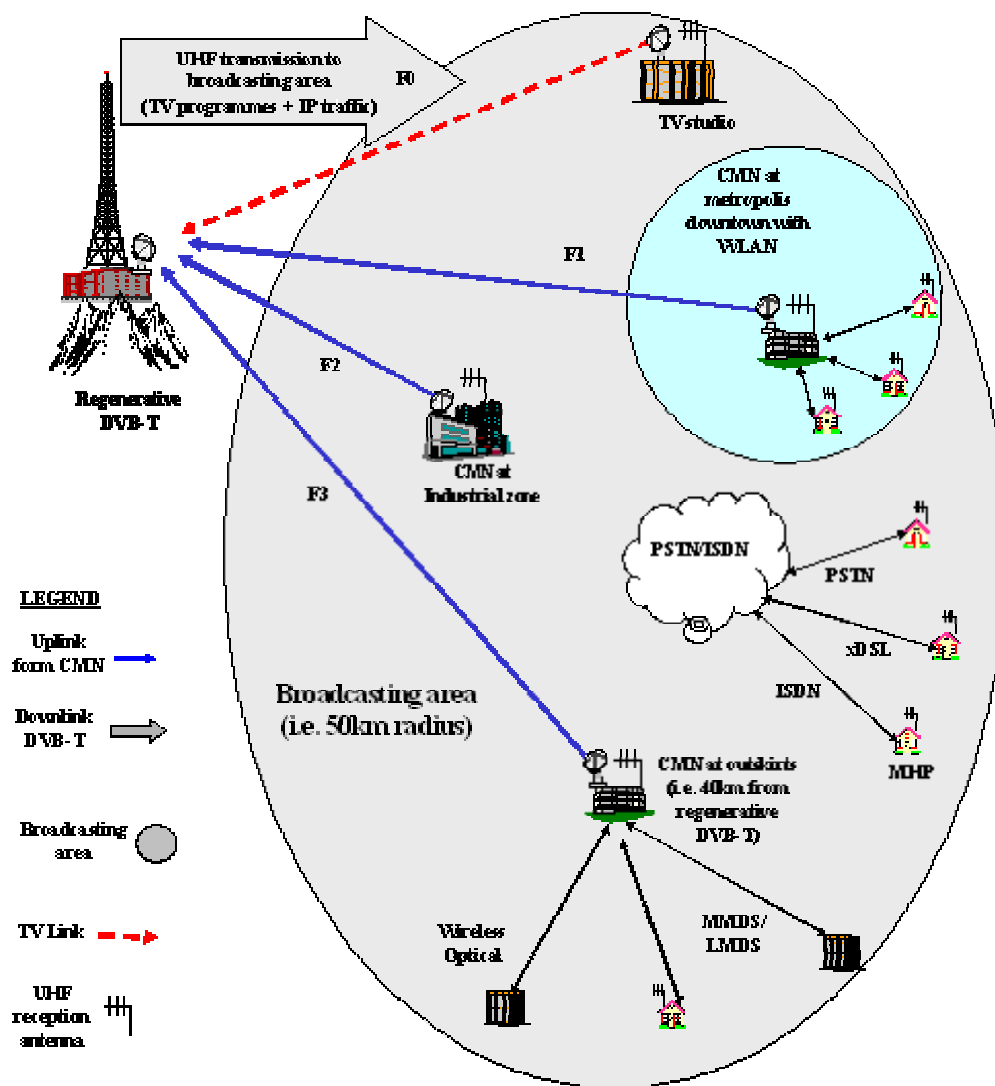 UHF transmission to
broadcasting area
(TV programmes + IP traffic)
F0
TV studio
CMN at
metropolis
downtown with
WLAN
F1
F2
Regenerative
DVB-T
CMN at
Industrial zone
F3
PSTN/ISDN
PSTN
xDSL
ISDN
MHP
LEGEND
Uplink
form CMN
Downlink
DVB-T
Broadcasting
area
TV Link
UHF
reception
antenna
Broadcasting area
(i.e. 50km radius)
CMN at outskirts
(i.e. 40km from
regenerative
DVB-T)
Wireless
Optical
MMDS/
LMDS